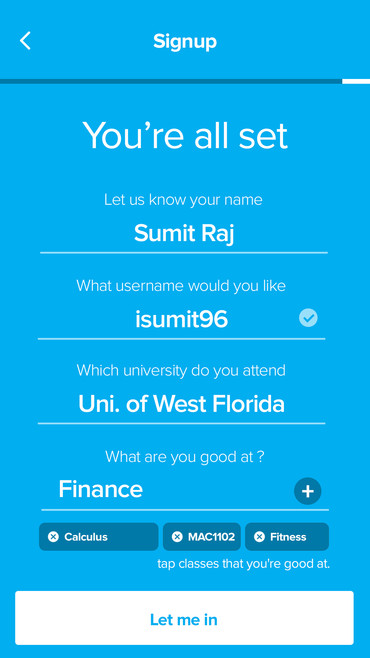 Signup
You're all set
Let us know your name
Sumit Raj
What username would you like
isumit96
Which university do you attend
Uni. of West Florida
What are you good at ?
Finance
Calculus MAC1102 Fitness
tap classes that you're good at.
Let me in